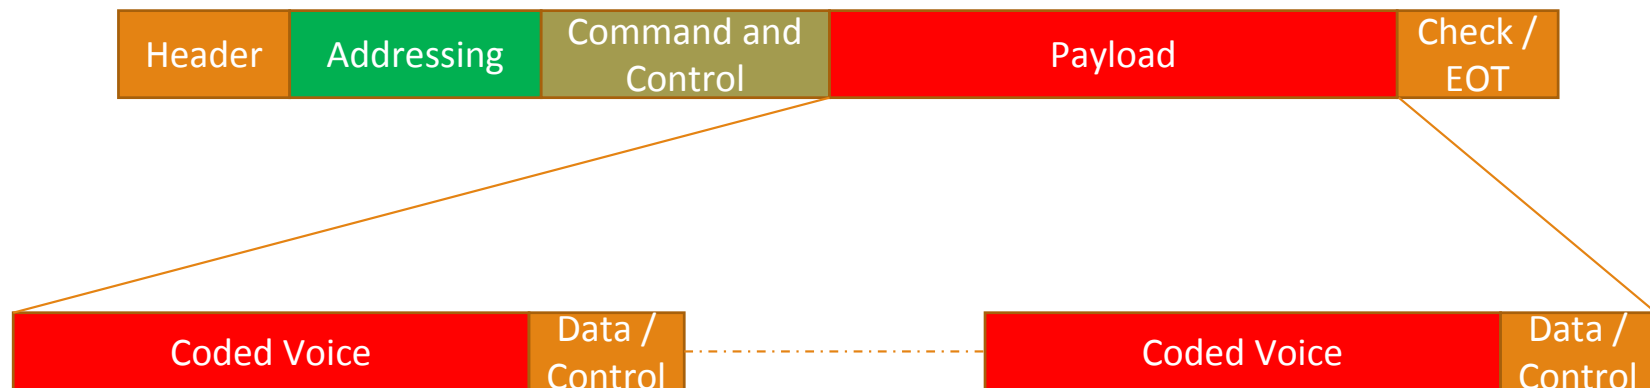 Header
Addressing
Command and
Control
Payload
Check /
EOT
Coded Voice
Data /
Control
Coded Voice
Data /
Control